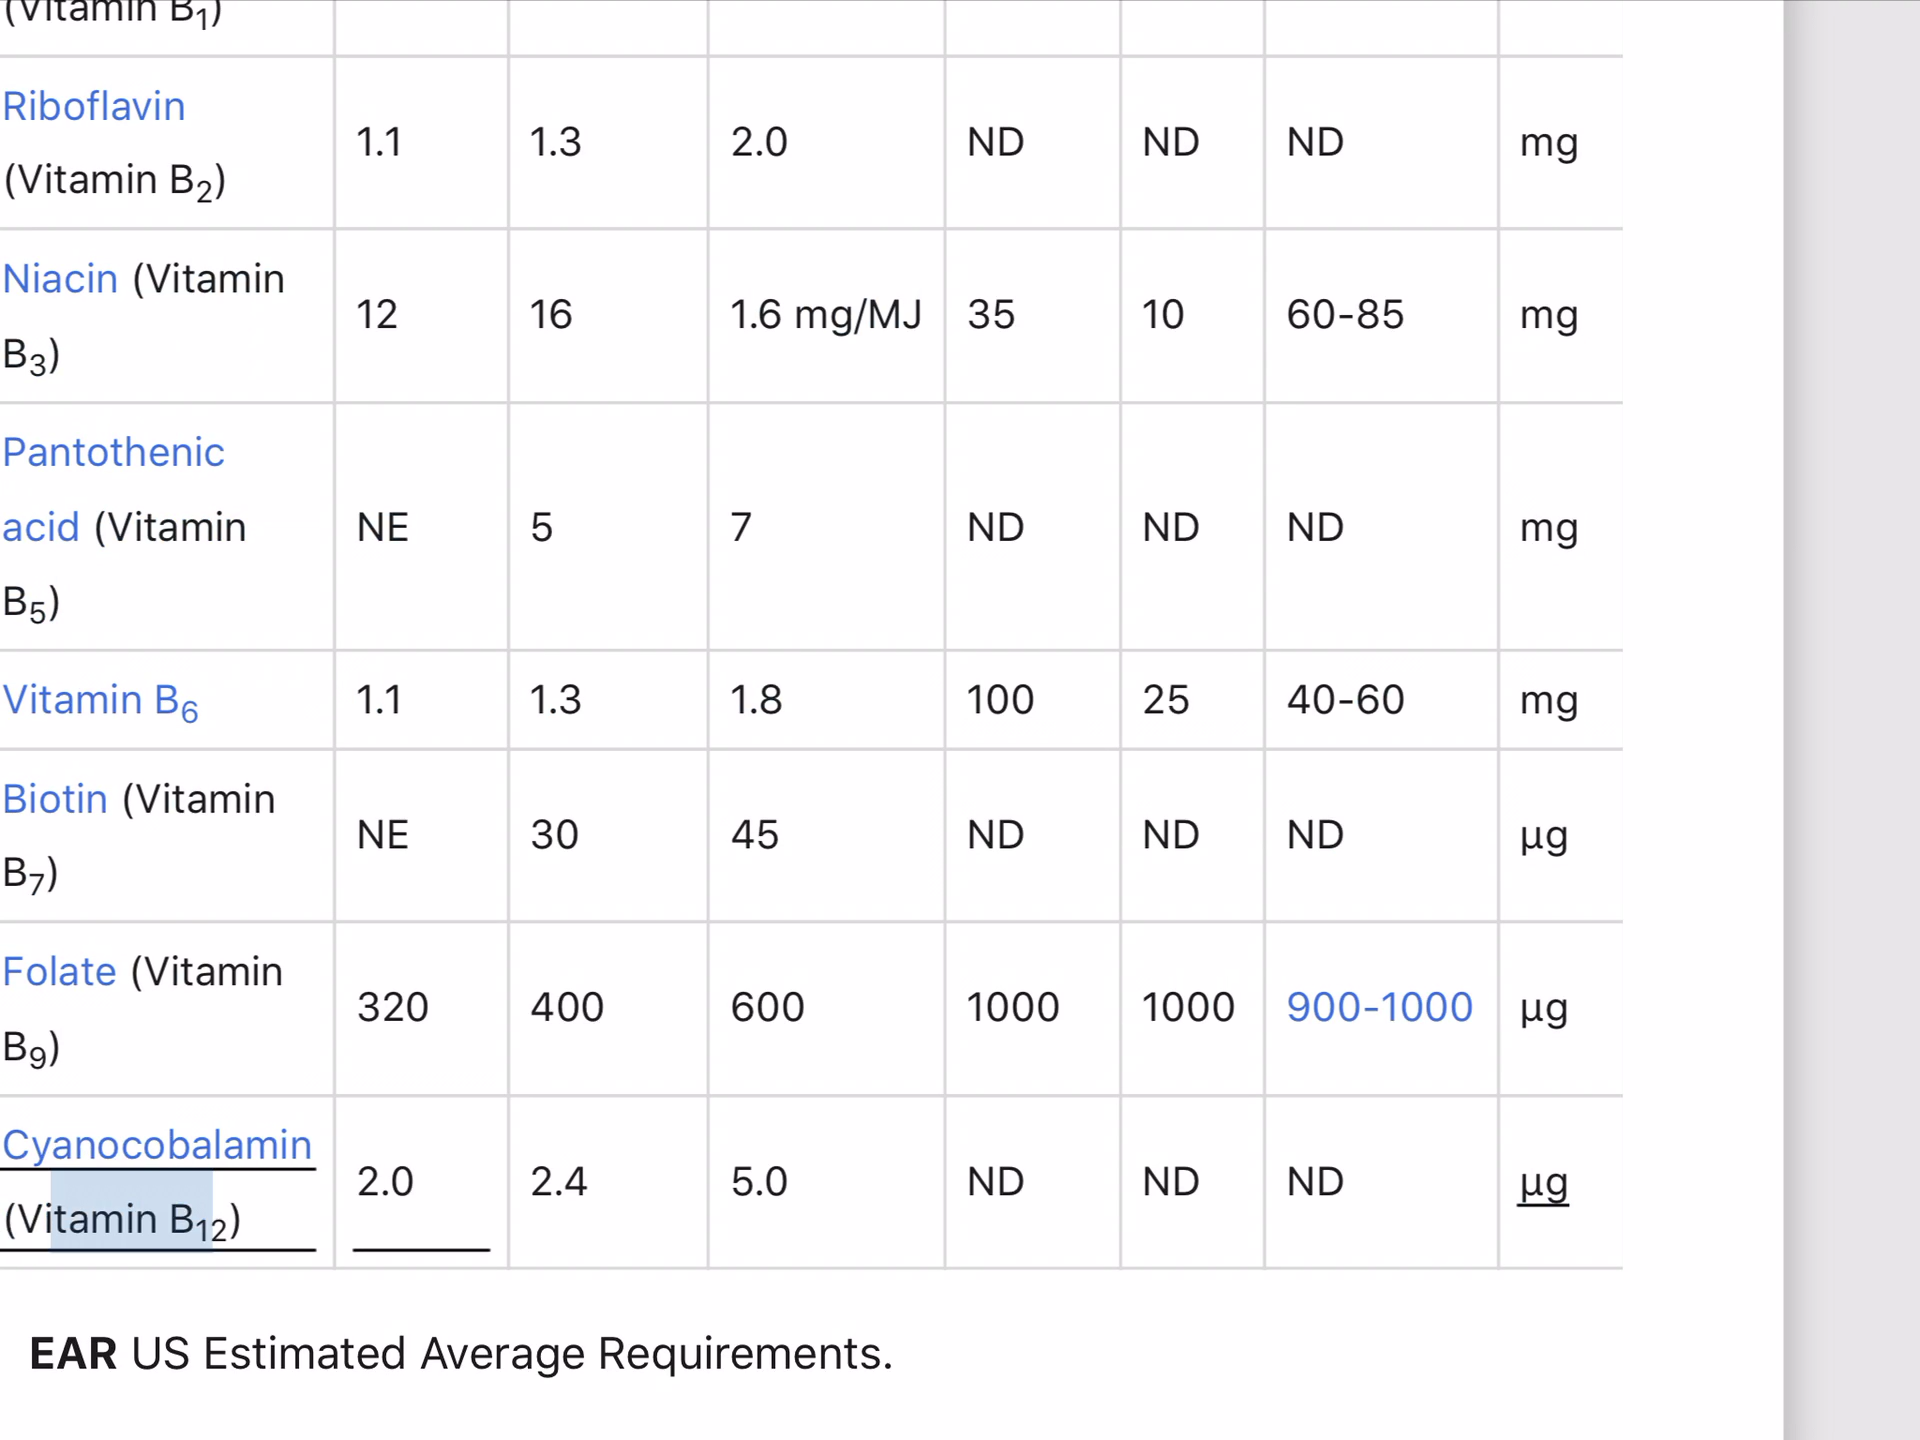 (Vitamin B₁)
Riboflavin
(Vitamin B₂)
1.1 1.3 2.0 ND ND ND mg
Niacin (Vitamin
B₃)
12 16 1.6 mg/MJ 35 10 60-85 mg
Pantothenic
acid (Vitamin
B₅)
NE 5 7 ND ND ND mg
Vitamin B₆ 1.1 1.3 1.8 100 25 40-60 mg
Biotin (Vitamin
B₇)
NE 30 45 ND ND ND µg
Folate (Vitamin
B₉)
320 400 600 1000 1000 900-1000 µg
Cyanocobalamin
(Vitamin B₁₂)
2.0 2.4 5.0 ND ND ND µg
EAR US Estimated Average Requirements.